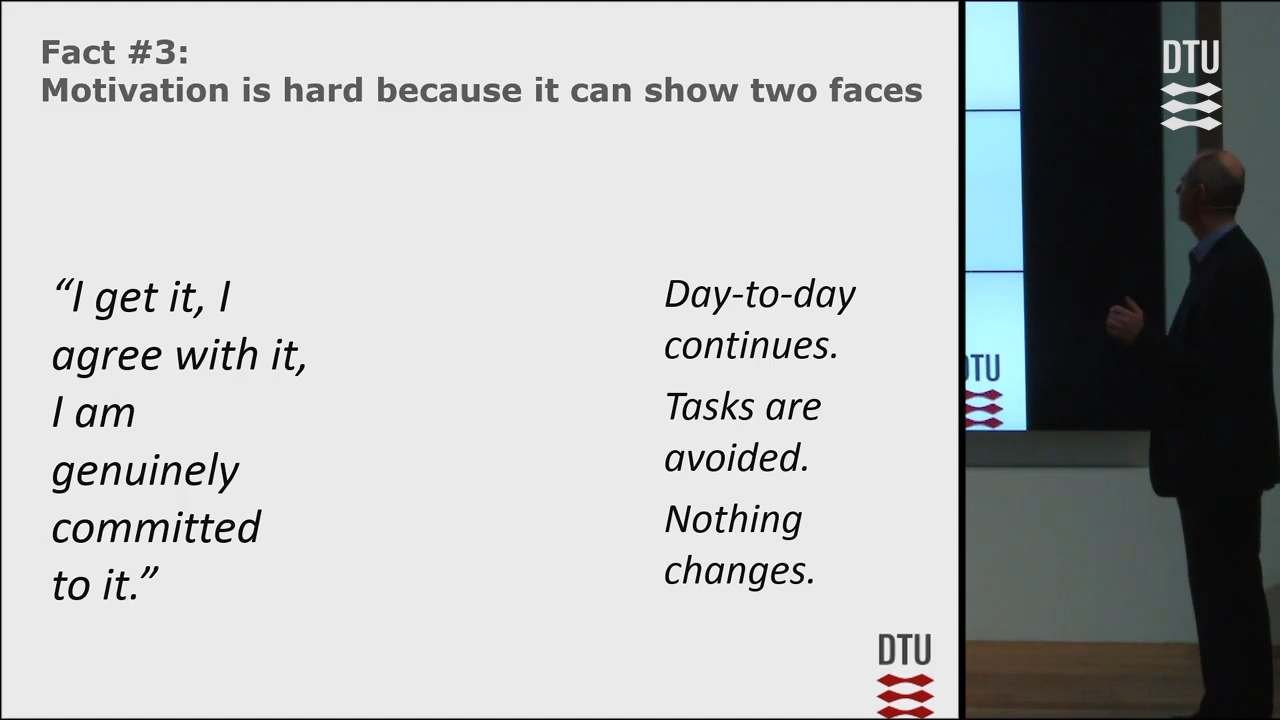 Fact #3:
Motivation is hard because it can show two faces
“I get it, I
agree with it,
I am
genuinely
committed
to it.”
Day-to-day
continues.
Tasks are
avoided.
Nothing
changes.
DTU
DTU
DTU